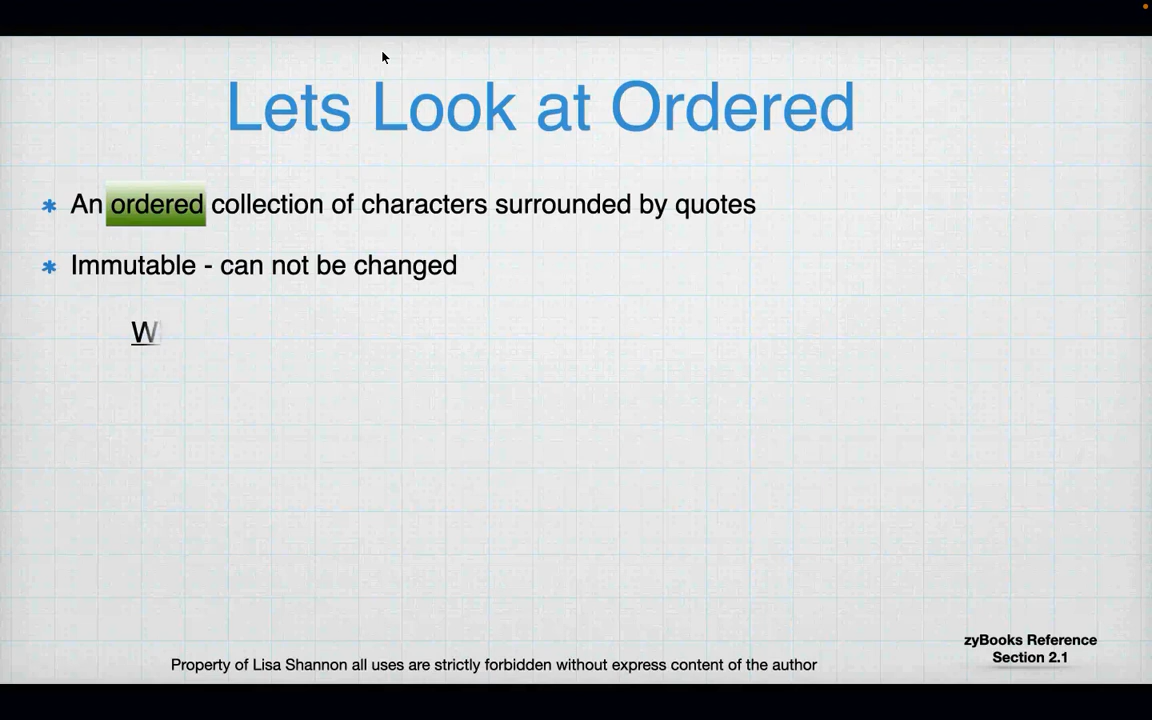 Lets Look at Ordered
* An ordered collection of characters surrounded by quotes
* Immutable - can not be changed
W
zyBooks Reference
Section 2.1
Property of Lisa Shannon all uses are strictly forbidden without express content of the author